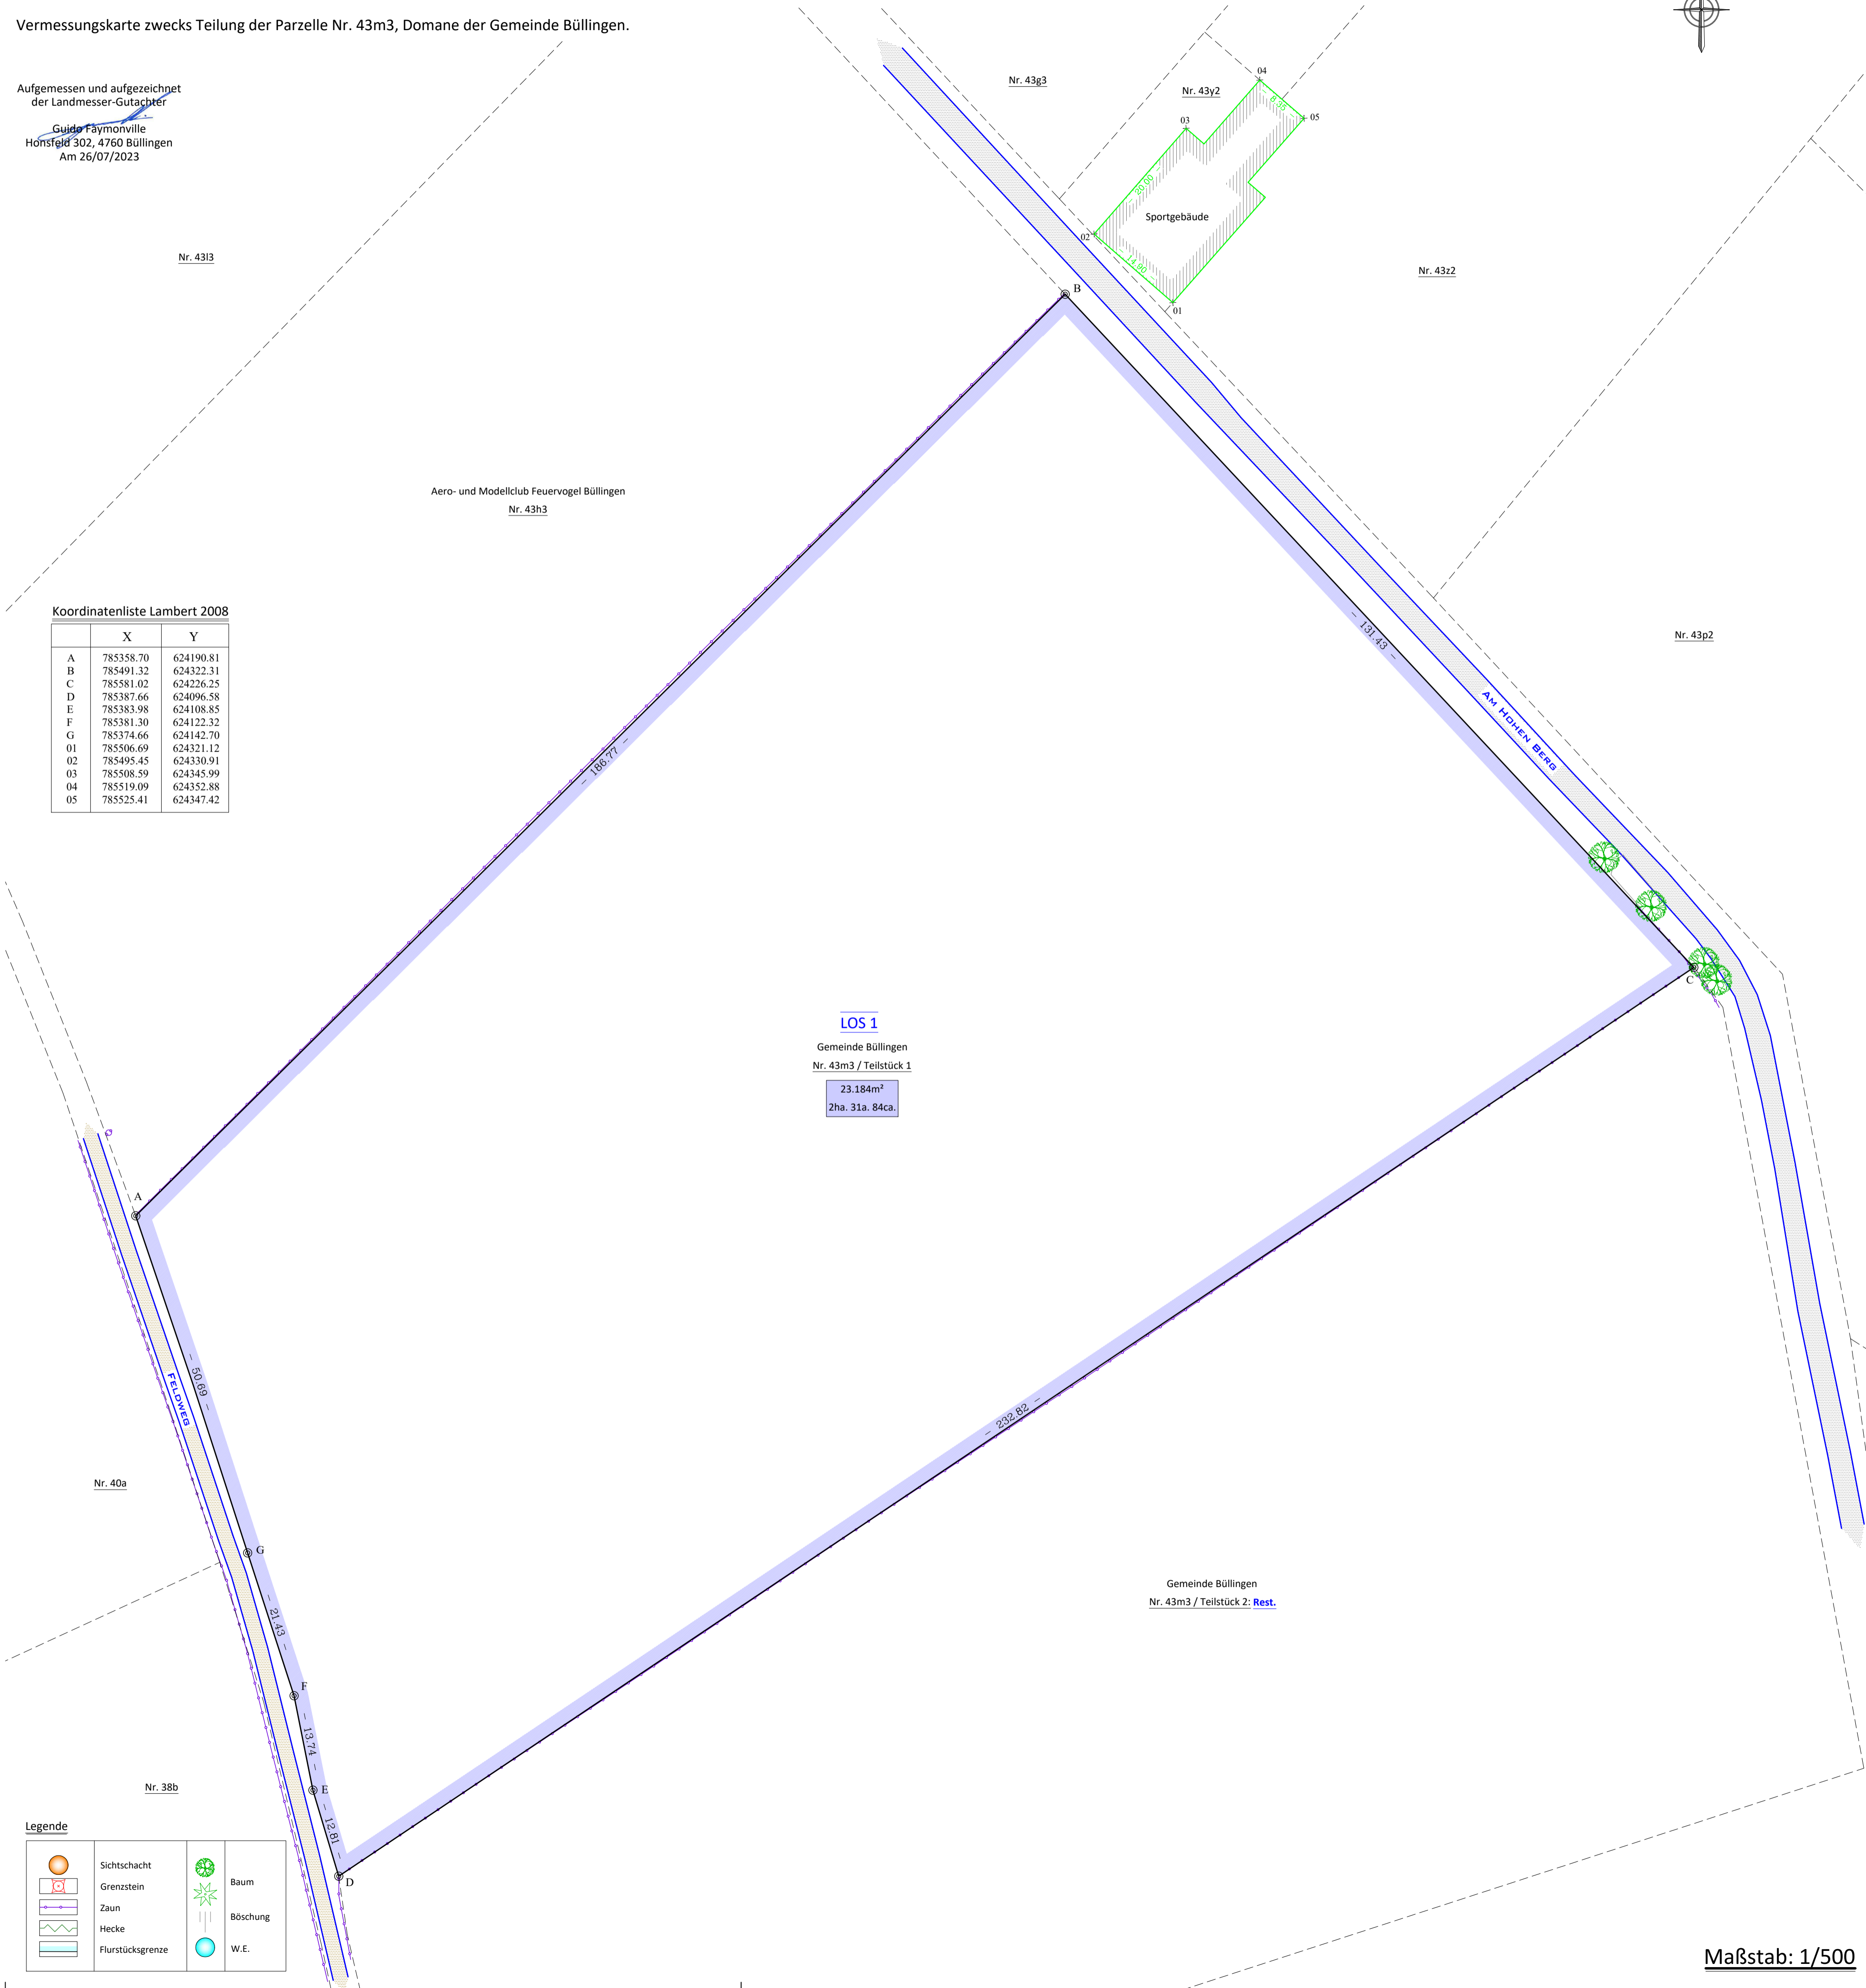 Vermessungskarte zwecks Teilung der Parzelle Nr. 43m3, Domane der Gemeinde Büllingen.
Aufgemessen und aufgezeichnet
der Landmesser-Gutachter
Guido Faymonville
Honsfeld 302, 4760 Büllingen
Am 26/07/2023
Nr. 43g3
Nr. 43y2
04
8.35
05
03
20.00
Sportgebäude
02
14.90
01
Nr. 43l3
Nr. 43z2
B
Aero- und Modellclub Feuervogel Büllingen
Nr. 43h3
– 131.43 –
Nr. 43p2
Am Hohen Berg
– 186.77 –
Koordinatenliste Lambert 2008
X Y
A 785358.70 624190.81
B 785491.32 624322.31
C 785581.02 624226.25
D 785387.66 624096.58
E 785383.98 624108.85
F 785381.30 624122.32
G 785374.66 624142.70
01 785506.69 624321.12
02 785495.45 624330.91
03 785508.59 624345.99
04 785519.09 624352.88
05 785525.41 624347.42
C
LOS 1
Gemeinde Büllingen
Nr. 43m3 / Teilstück 1
23.184m²
2ha. 31a. 84ca.
A
– 50.69 –
Feldweg
– 232.82 –
Nr. 40a
G
– 21.43 –
Gemeinde Büllingen
Nr. 43m3 / Teilstück 2: Rest.
F
– 13.74 –
E
– 12.81 –
D
Nr. 38b
Legende
Sichtschacht
Grenzstein
Zaun
Hecke
Flurstücksgrenze
Baum
Böschung
W.E.
Maßstab: 1/500